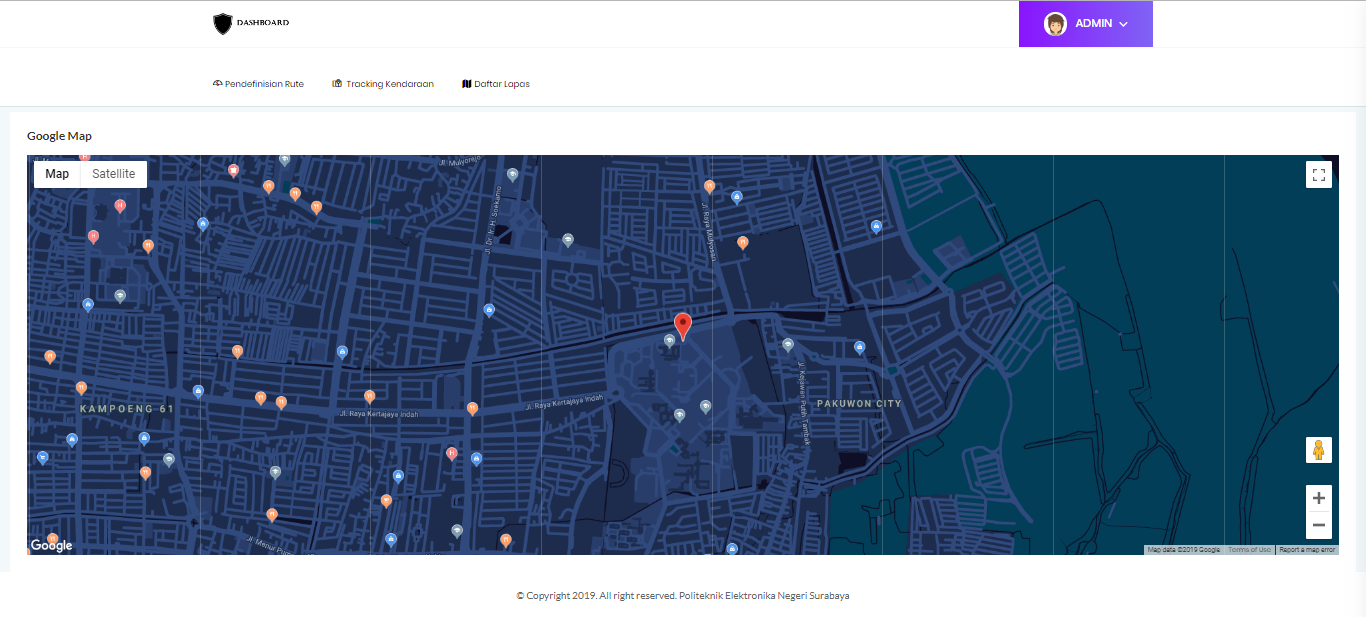 DASHBOARD
ADMIN
Pendefinisian Rute
Tracking Kendaraan
Daftar Lapas
Google Map
Map
Satellite
Jl. Mulyorejo
Jl. Dr. Ir. H. Soekarno
Jl. Raya Mulyosari
KAMPOENG 61
Jl. Raya Kertajaya Indah
Jl. Raya Kertajaya Indah
Jl. Kejawan Putih Tambak
PAKUWON CITY
Jl. Menur
Google
Map data ©2019 Google
Terms of Use
Report a map error
© Copyright 2019. All right reserved. Politeknik Elektronika Negeri Surabaya